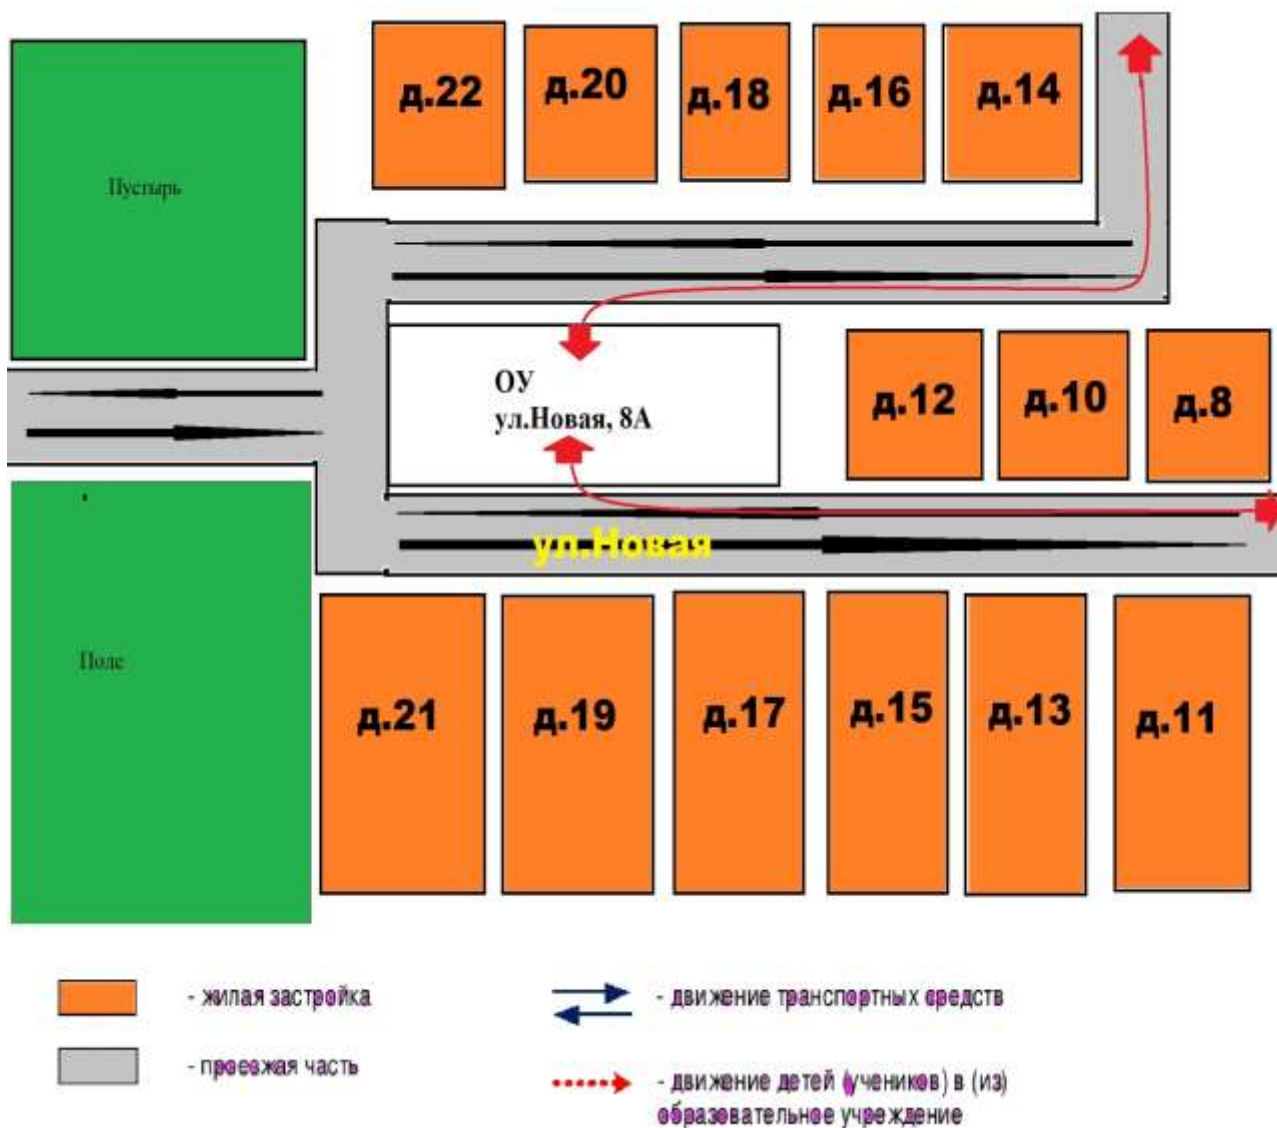 д.22
д.20
д.18
д.16
д.14
Пустырь
ОУ
ул.Новая, 8А
д.12
д.10
д.8
ул.Новая
Поле
д.21
д.19
д.17
д.15
д.13
д.11
- жилая застройка
- движение транспортных средств
- проезжая часть
- движение детей (учеников) в (из)
образовательное учреждение